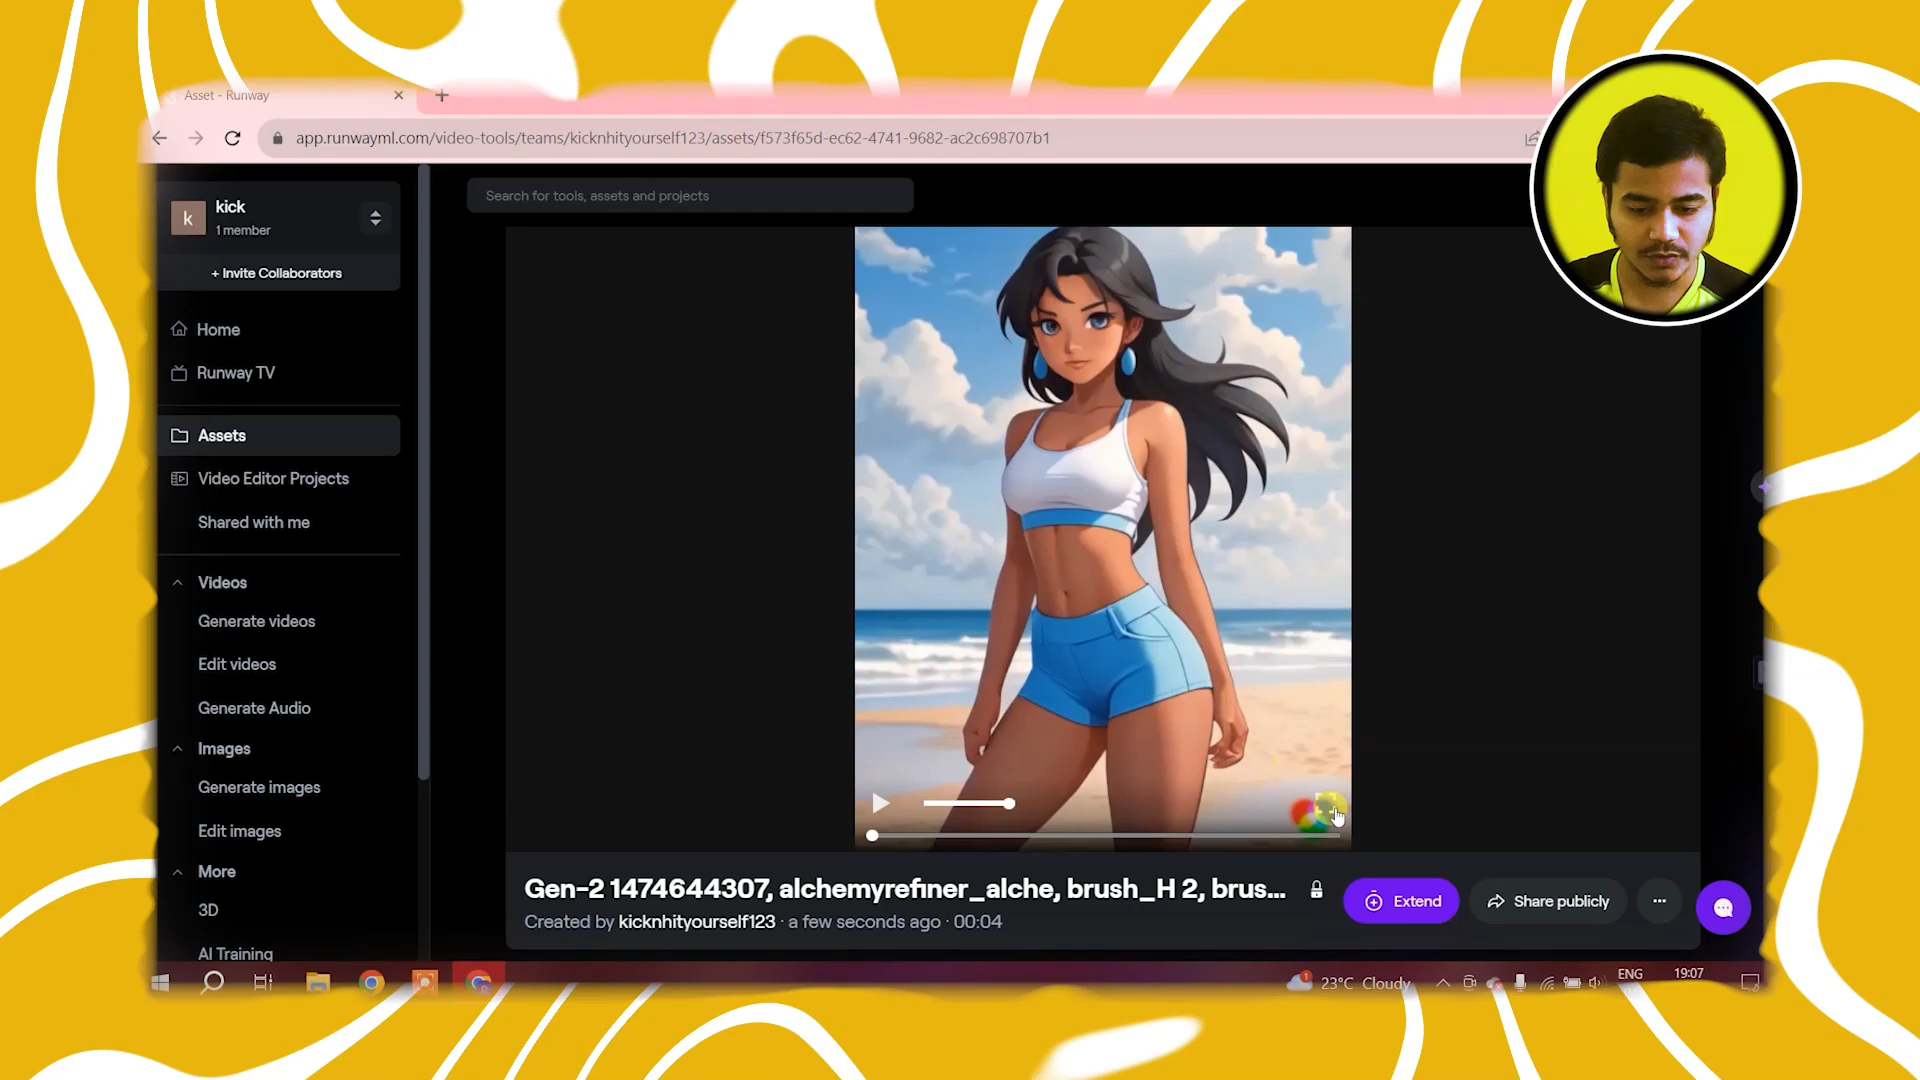 Asset - Runway
app.runwayml.com/video-tools/teams/kicknhityourself123/assets/f573f65d-ec62-4741-9682-ac2c698707b1
k
kick
1 member
+ Invite Collaborators
Search for tools, assets and projects
Home
Runway TV
Assets
Video Editor Projects
Shared with me
Videos
Generate videos
Edit videos
Generate Audio
Images
Generate images
Edit images
More
3D
AI Training
Gen-2 1474644307, alchemyrefiner_alche, brush_H 2, brus...
Created by kicknhityourself123 · a few seconds ago · 00:04
Extend
Share publicly
1
23°C Cloudy
ENG
19:07